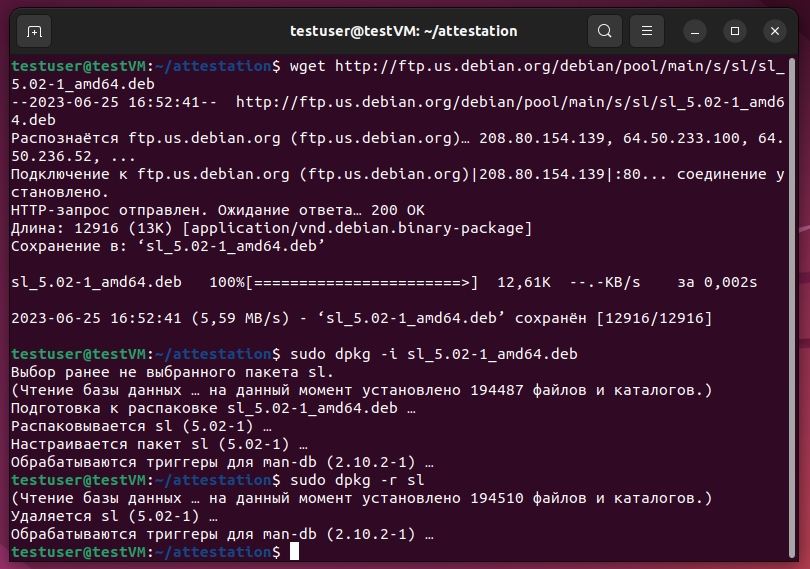 testuser@testVM: ~/attestation
testuser@testVM:~/attestation$ wget http://ftp.us.debian.org/debian/pool/main/s/sl/sl_
5.02-1_amd64.deb
--2023-06-25 16:52:41--  http://ftp.us.debian.org/debian/pool/main/s/sl/sl_5.02-1_amd6
4.deb
Распознаётся ftp.us.debian.org (ftp.us.debian.org)… 208.80.154.139, 64.50.233.100, 64.
50.236.52, ...
Подключение к ftp.us.debian.org (ftp.us.debian.org)|208.80.154.139|:80... соединение у
становлено.
HTTP-запрос отправлен. Ожидание ответа… 200 OK
Длина: 12916 (13K) [application/vnd.debian.binary-package]
Сохранение в: ‘sl_5.02-1_amd64.deb’
sl_5.02-1_amd64.deb   100%[=======================>]  12,61K  --.-KB/s    за 0,002s
2023-06-25 16:52:41 (5,59 MB/s) - ‘sl_5.02-1_amd64.deb’ сохранён [12916/12916]
testuser@testVM:~/attestation$ sudo dpkg -i sl_5.02-1_amd64.deb
Выбор ранее не выбранного пакета sl.
(Чтение базы данных … на данный момент установлено 194487 файлов и каталогов.)
Подготовка к распаковке sl_5.02-1_amd64.deb …
Распаковывается sl (5.02-1) …
Настраивается пакет sl (5.02-1) …
Обрабатываются триггеры для man-db (2.10.2-1) …
testuser@testVM:~/attestation$ sudo dpkg -r sl
(Чтение базы данных … на данный момент установлено 194510 файлов и каталогов.)
Удаляется sl (5.02-1) …
Обрабатываются триггеры для man-db (2.10.2-1) …
testuser@testVM:~/attestation$